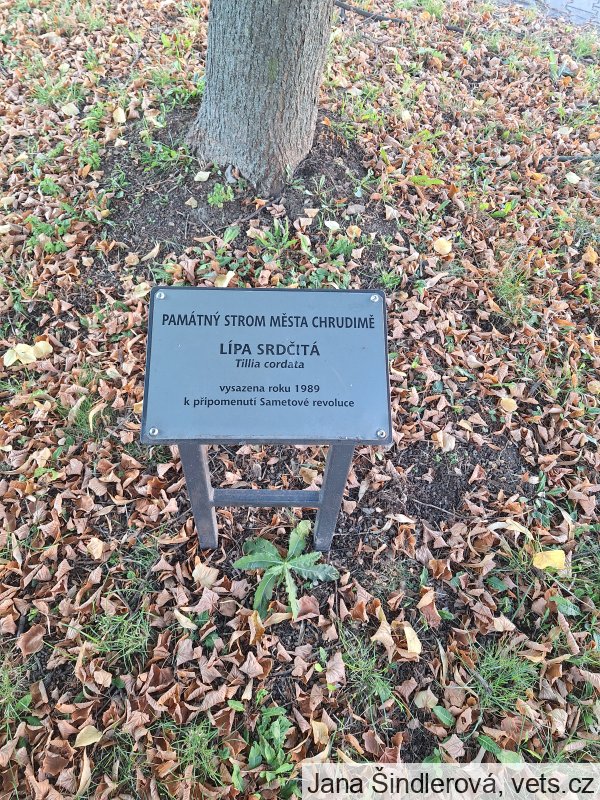 PAMÁTNÝ STROM MĚSTA CHRUDIMĚ
LÍPA SRDČITÁ
Tillia cordata
vysazena roku 1989
k připomenutí Sametové revoluce
Jana Šindlerová, vets.cz